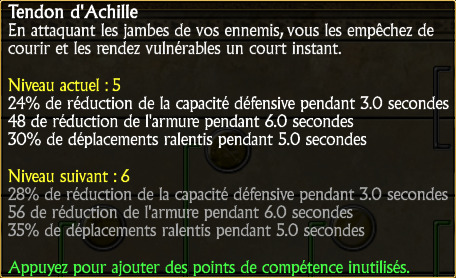 Tendon d'Achille
En attaquant les jambes de vos ennemis, vous les empêchez de
courir et les rendez vulnérables un court instant.
Niveau actuel : 5
24% de réduction de la capacité défensive pendant 3.0 secondes
48 de réduction de l'armure pendant 6.0 secondes
30% de déplacements ralentis pendant 5.0 secondes
Niveau suivant : 6
28% de réduction de la capacité défensive pendant 3.0 secondes
56 de réduction de l'armure pendant 6.0 secondes
35% de déplacements ralentis pendant 5.0 secondes
Appuyez pour ajouter des points de compétence inutilisés.